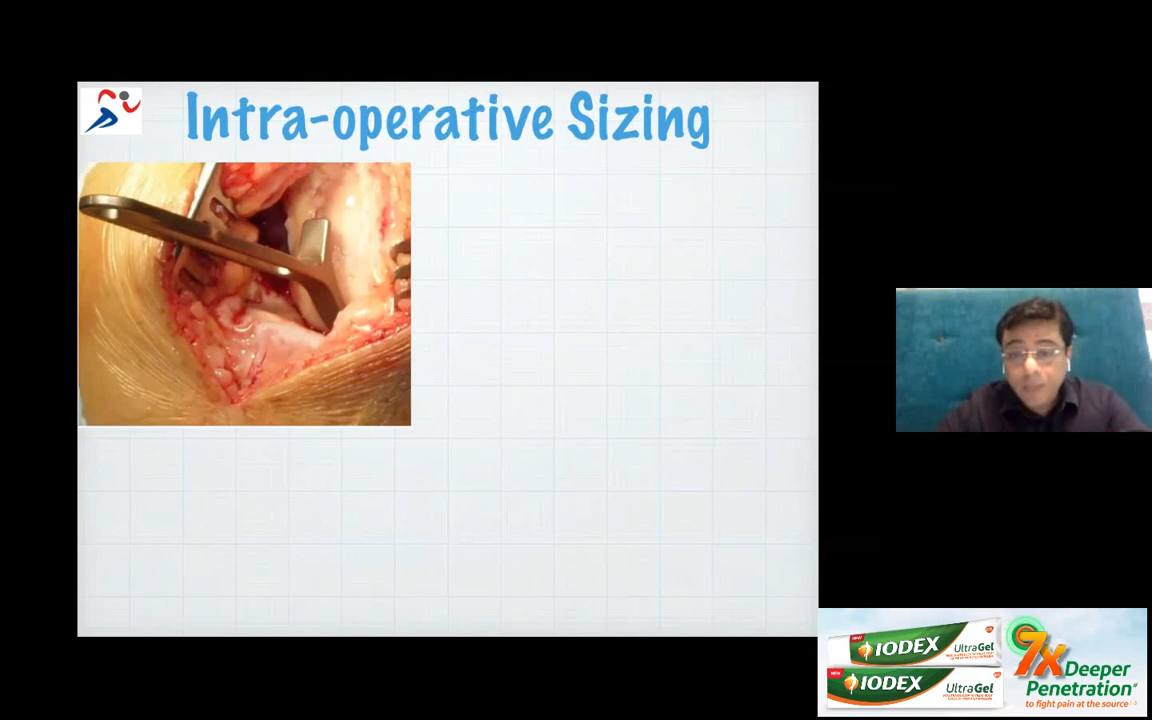 Intra-operative Sizing
IODEX UltraGel
IODEX UltraGel
7x Deeper
Penetration#
to fight pain at the source